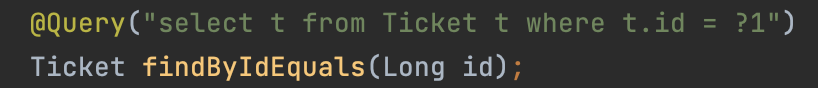 @Query("select t from Ticket t where t.id = ?1")
Ticket findByIdEquals(Long id);